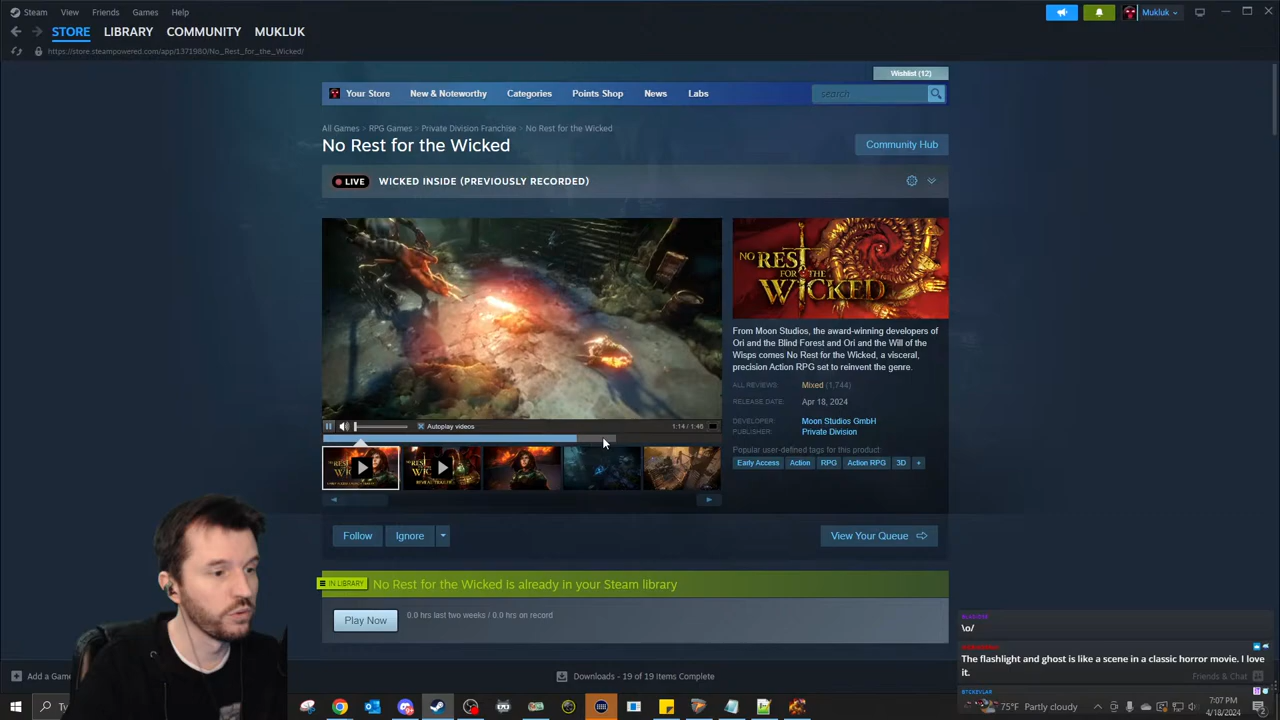 Steam View Friends Games Help
Mukluk
STORE LIBRARY COMMUNITY MUKLUK
https://store.steampowered.com/app/1371980/No_Rest_for_the_Wicked/
Wishlist (12)
Your Store New & Noteworthy Categories Points Shop News Labs search
All Games > RPG Games > Private Division Franchise > No Rest for the Wicked
No Rest for the Wicked
Community Hub
LIVE WICKED INSIDE (PREVIOUSLY RECORDED)
NO REST FOR THE WICKED
From Moon Studios, the award-winning developers of
Ori and the Blind Forest and Ori and the Will of the
Wisps comes No Rest for the Wicked, a visceral,
precision Action RPG set to reinvent the genre.
ALL REVIEWS: Mixed (1,744)
RELEASE DATE: Apr 18, 2024
DEVELOPER: Moon Studios GmbH
PUBLISHER: Private Division
Popular user-defined tags for this product:
Early Access Action RPG Action RPG 3D +
Autoplay videos 1:14 / 1:46
Follow Ignore View Your Queue
IN LIBRARY No Rest for the Wicked is already in your Steam library
Play Now 0.0 hrs last two weeks / 0.0 hrs on record
\o/
The flashlight and ghost is like a scene in a classic horror movie. I love
it.
Add a Game
Downloads - 19 of 19 Items Complete
Friends & Chat
75°F Partly cloudy
7:07 PM
4/18/2024